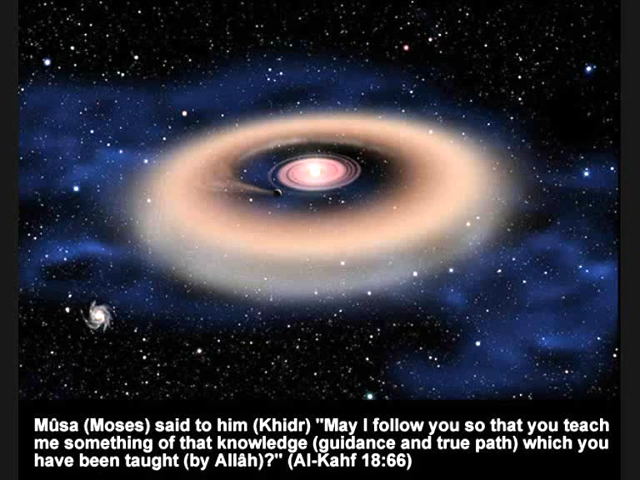 Mûsa (Moses) said to him (Khidr) "May I follow you so that you teach
me something of that knowledge (guidance and true path) which you
have been taught (by Allâh)?" (Al-Kahf 18:66)